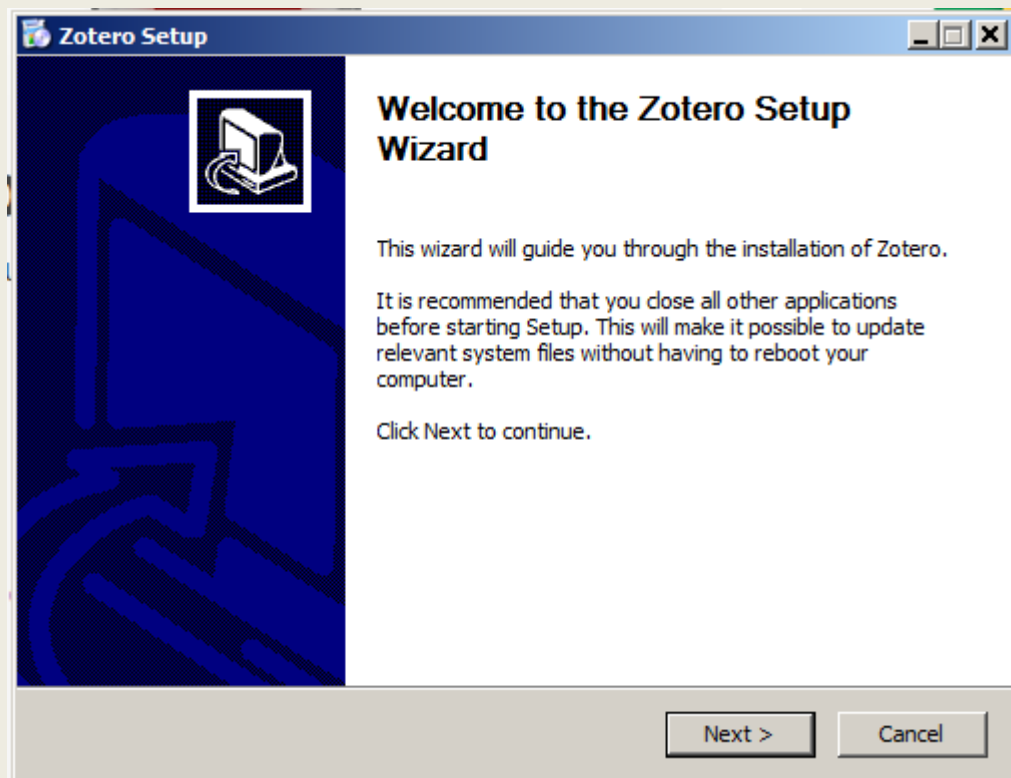 Zotero Setup
Welcome to the Zotero Setup
Wizard
This wizard will guide you through the installation of Zotero.
It is recommended that you close all other applications
before starting Setup. This will make it possible to update
relevant system files without having to reboot your
computer.
Click Next to continue.
Next >
Cancel